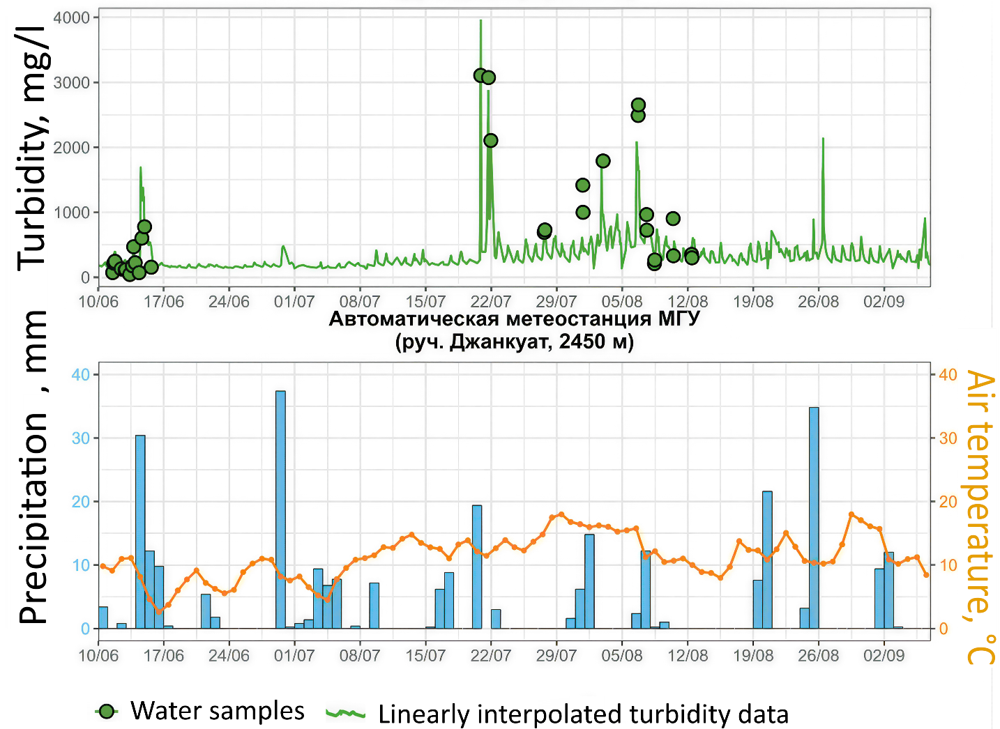 Turbidity, mg/l
4000
3000
2000
1000
0
10/06 17/06 24/06 01/07 08/07 15/07 22/07 29/07 05/08 12/08 19/08 26/08 02/09
Автоматическая метеостанция МГУ
(руч. Джанкуат, 2450 м)
Precipitation , mm
40
30
20
10
0
40
30
20
10
0
Air temperature, °C
10/06 17/06 24/06 01/07 08/07 15/07 22/07 29/07 05/08 12/08 19/08 26/08 02/09
Water samples
Linearly interpolated turbidity data